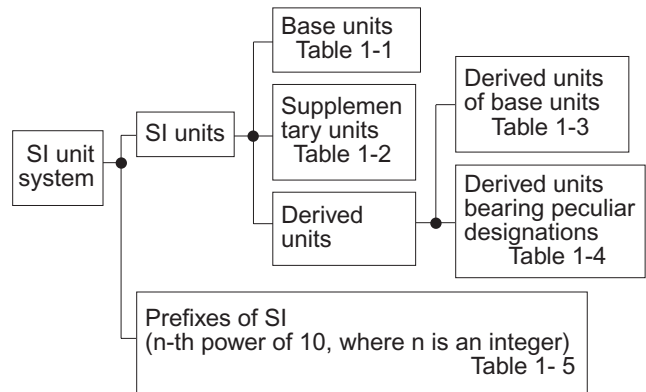 SI unit
system
SI units
Base units
Table 1-1
Supplemen
tary units
Table 1-2
Derived
units
Derived units
of base units
Table 1-3
Derived units
bearing peculiar
designations
Table 1-4
Prefixes of SI
(n-th power of 10, where n is an integer)
Table 1- 5